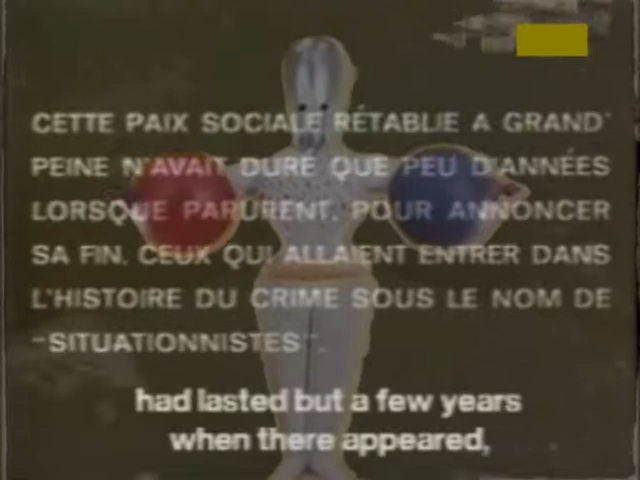 CETTE PAIX SOCIALE RÉTABLIE A GRAND'
PEINE N'AVAIT DURÉ QUE PEU D'ANNÉES
LORSQUE PARURENT, POUR ANNONCER
SA FIN, CEUX QUI ALLAIENT ENTRER DANS
L'HISTOIRE DU CRIME SOUS LE NOM DE
"SITUATIONNISTES".
had lasted but a few years
when there appeared,